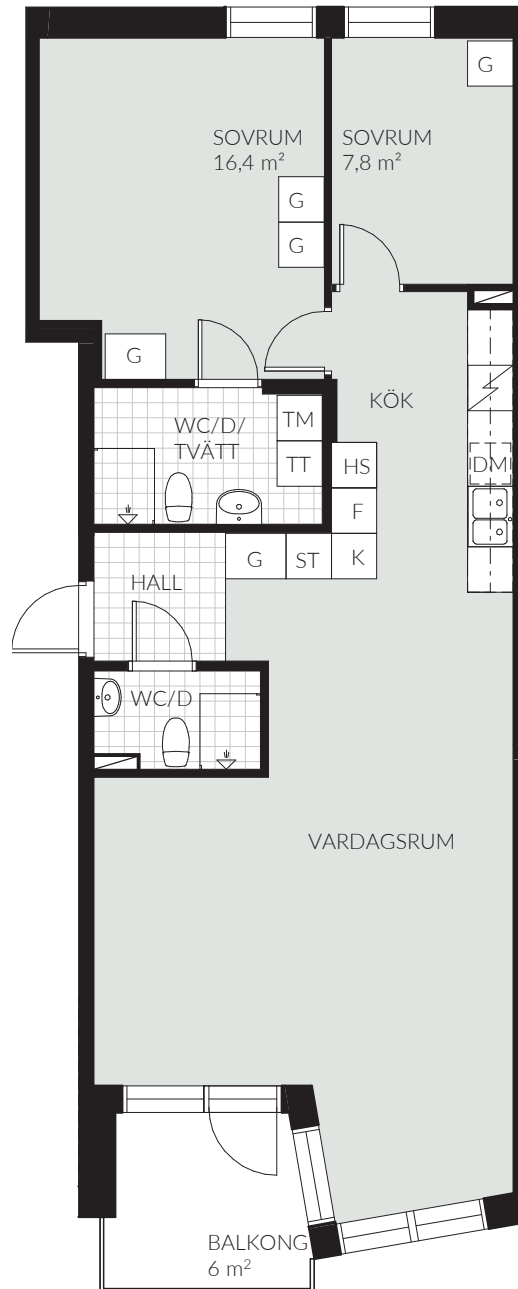 G
SOVRUM
16,4 m²
SOVRUM
7,8 m²
G
G
G
KÖK
WC/D/
TVÄTT
TM
TT
HS
DM
F
G
ST
K
HALL
WC/D
VARDAGSRUM
BALKONG
6 m²